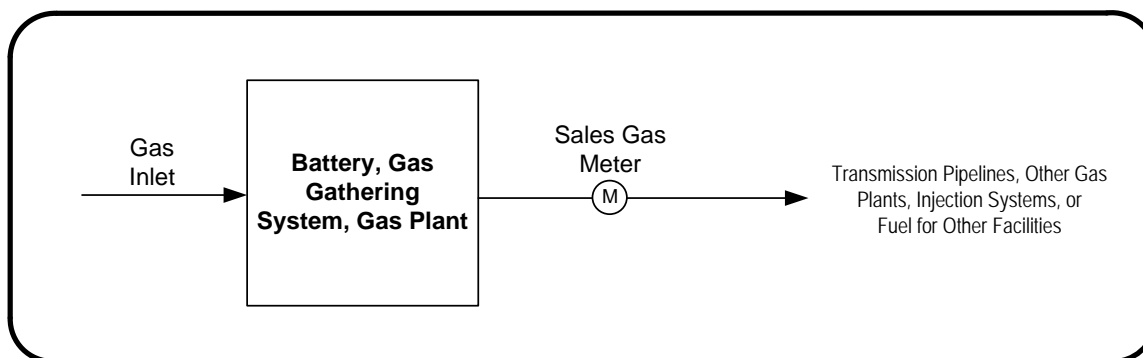 Gas
Inlet
Battery, Gas
Gathering
System, Gas Plant
Sales Gas
Meter
M
Transmission Pipelines, Other Gas
Plants, Injection Systems, or
Fuel for Other Facilities